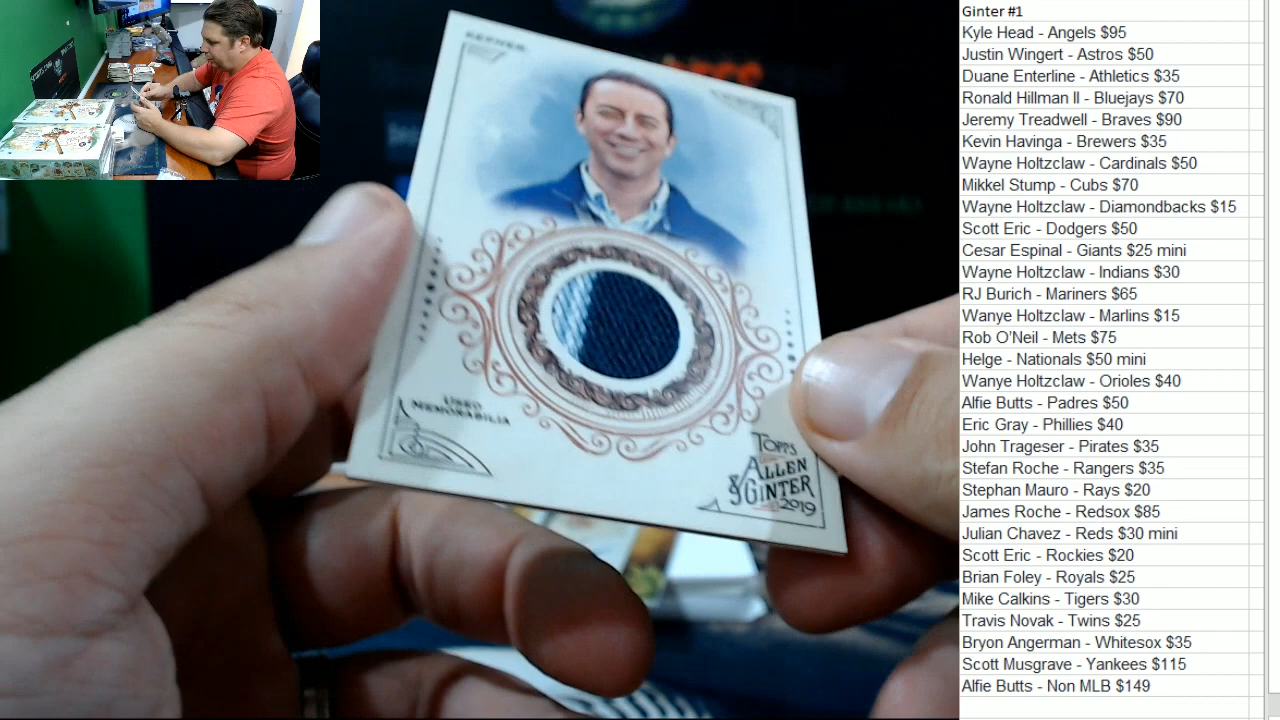 Ginter #1
Kyle Head - Angels $95
Justin Wingert - Astros $50
Duane Enterline - Athletics $35
Ronald Hillman II - Bluejays $70
Jeremy Treadwell - Braves $90
Kevin Havinga - Brewers $35
Wayne Holtzclaw - Cardinals $50
Mikkel Stump - Cubs $70
Wayne Holtzclaw - Diamondbacks $15
Scott Eric - Dodgers $50
Cesar Espinal - Giants $25 mini
Wayne Holtzclaw - Indians $30
RJ Burich - Mariners $65
Wanye Holtzclaw - Marlins $15
Rob O'Neil - Mets $75
Helge - Nationals $50 mini
Wanye Holtzclaw - Orioles $40
Alfie Butts - Padres $50
Eric Gray - Phillies $40
John Trageser - Pirates $35
Stefan Roche - Rangers $35
Stephan Mauro - Rays $20
James Roche - Redsox $85
Julian Chavez - Reds $30 mini
Scott Eric - Rockies $20
Brian Foley - Royals $25
Mike Calkins - Tigers $30
Travis Novak - Twins $25
Bryon Angerman - Whitesox $35
Scott Musgrave - Yankees $115
Alfie Butts - Non MLB $149
USED
MEMORABILIA
TOPPS
ALLEN
& GINTER
2019